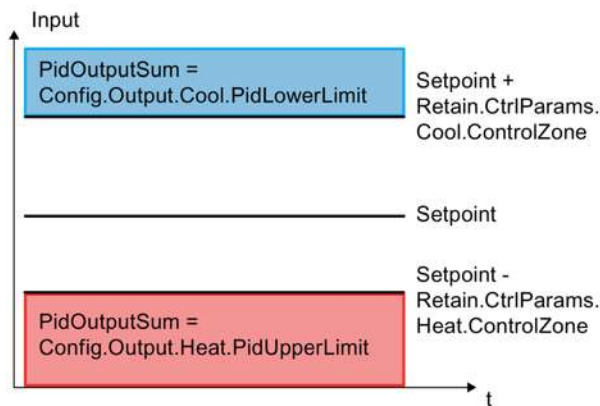 Input
PidOutputSum =
Config.Output.Cool.PidLowerLimit
Setpoint +
Retain.CtrlParams.
Cool.ControlZone
Setpoint
Setpoint -
Retain.CtrlParams.
Heat.ControlZone
PidOutputSum =
Config.Output.Heat.PidUpperLimit
t